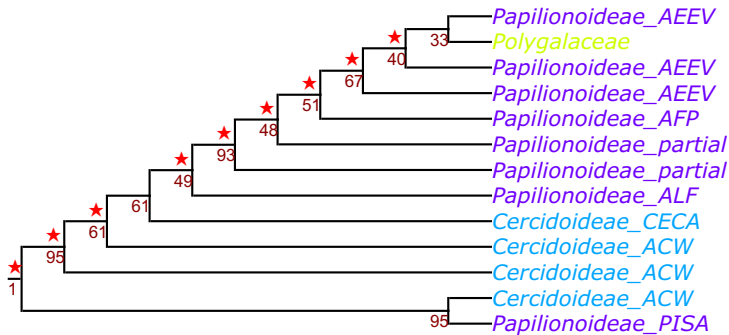 Papilionoideae_AEEV
33
Polygalaceae
40
Papilionoideae_AEEV
67
Papilionoideae_AEEV
51
Papilionoideae_AFP
48
Papilionoideae_partial
93
Papilionoideae_partial
49
Papilionoideae_ALF
61
Cercidoideae_CECA
61
Cercidoideae_ACW
95
Cercidoideae_ACW
1
Cercidoideae_ACW
95
Papilionoideae_PISA